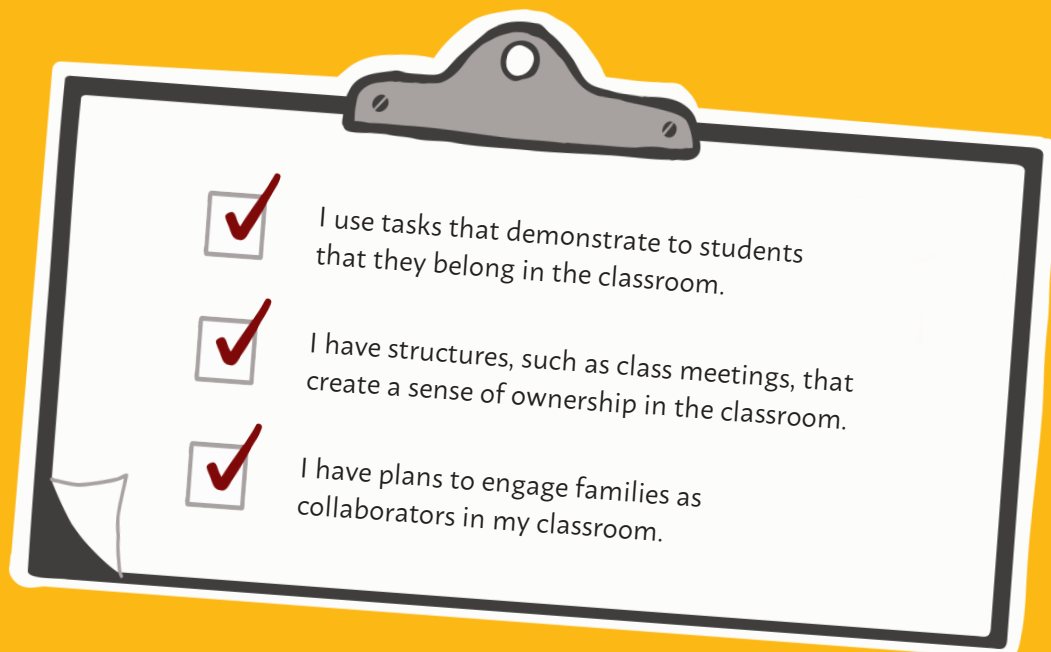 I use tasks that demonstrate to students
that they belong in the classroom.
I have structures, such as class meetings, that
create a sense of ownership in the classroom.
I have plans to engage families as
collaborators in my classroom.